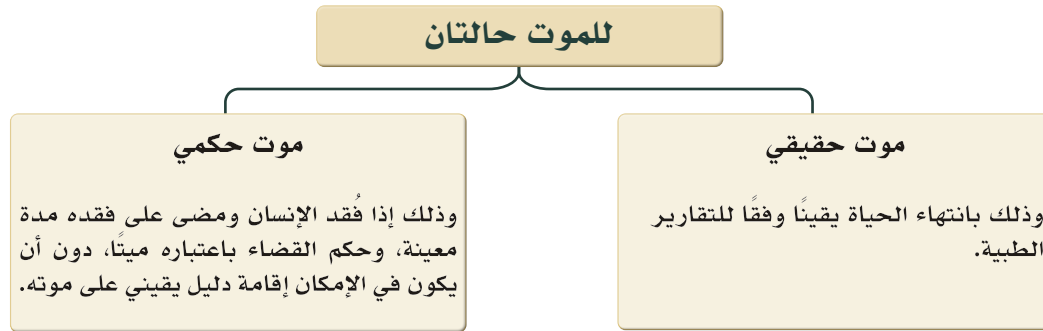 للموت حالتان
موت حقيقي
وذلك بانتهاء الحياة يقينًا وفقًا للتقارير
الطبية.
موت حكمي
وذلك إذا فُقد الإنسان ومضى على فقده مدة
معينة، وحكم القضاء باعتباره ميتًا، دون أن
يكون في الإمكان إقامة دليل يقيني على موته.